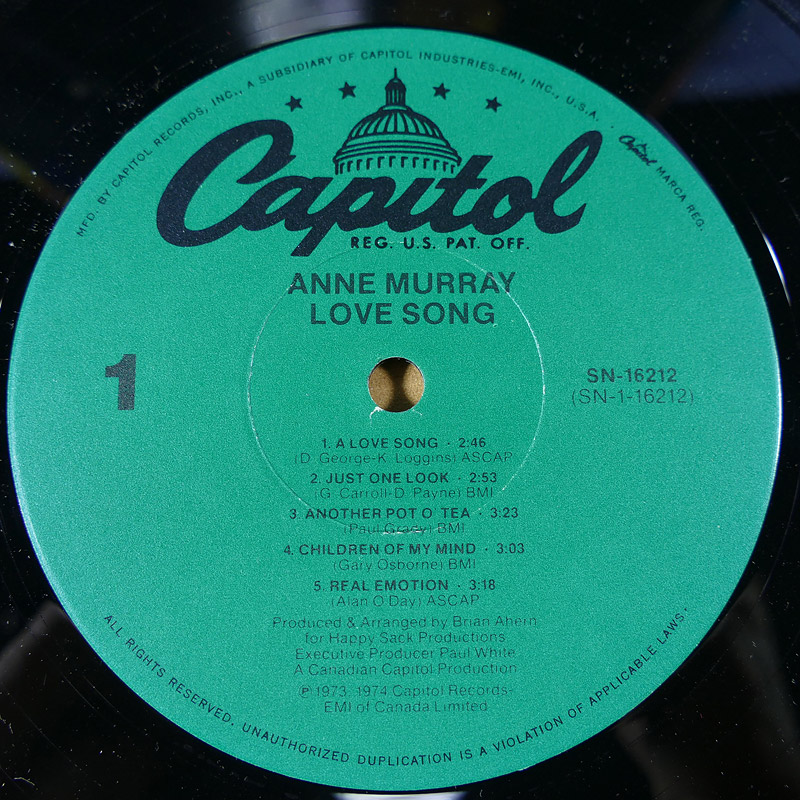 MFD. BY CAPITOL RECORDS, INC., A SUBSIDIARY OF CAPITOL INDUSTRIES-EMI, INC., U.S.A. · Capitol MARCA REG.
Capitol
REG. U.S. PAT. OFF.
ANNE MURRAY
LOVE SONG
1
SN-16212
(SN-1-16212)
1. A LOVE SONG · 2:46
(D. George-K. Loggins) ASCAP
2. JUST ONE LOOK · 2:53
(G. Carroll-D. Payne) BMI
3. ANOTHER POT O' TEA · 3:23
(Paul Grady) BMI
4. CHILDREN OF MY MIND · 3:03
(Gary Osborne) BMI
5. REAL EMOTION · 3:18
(Alan O'Day) ASCAP
Produced & Arranged by Brian Ahern
for Happy Sack Productions
Executive Producer Paul White
A Canadian Capitol Production
℗ 1973, 1974 Capitol Records-
EMI of Canada Limited
ALL RIGHTS RESERVED. UNAUTHORIZED DUPLICATION IS A VIOLATION OF APPLICABLE LAWS.